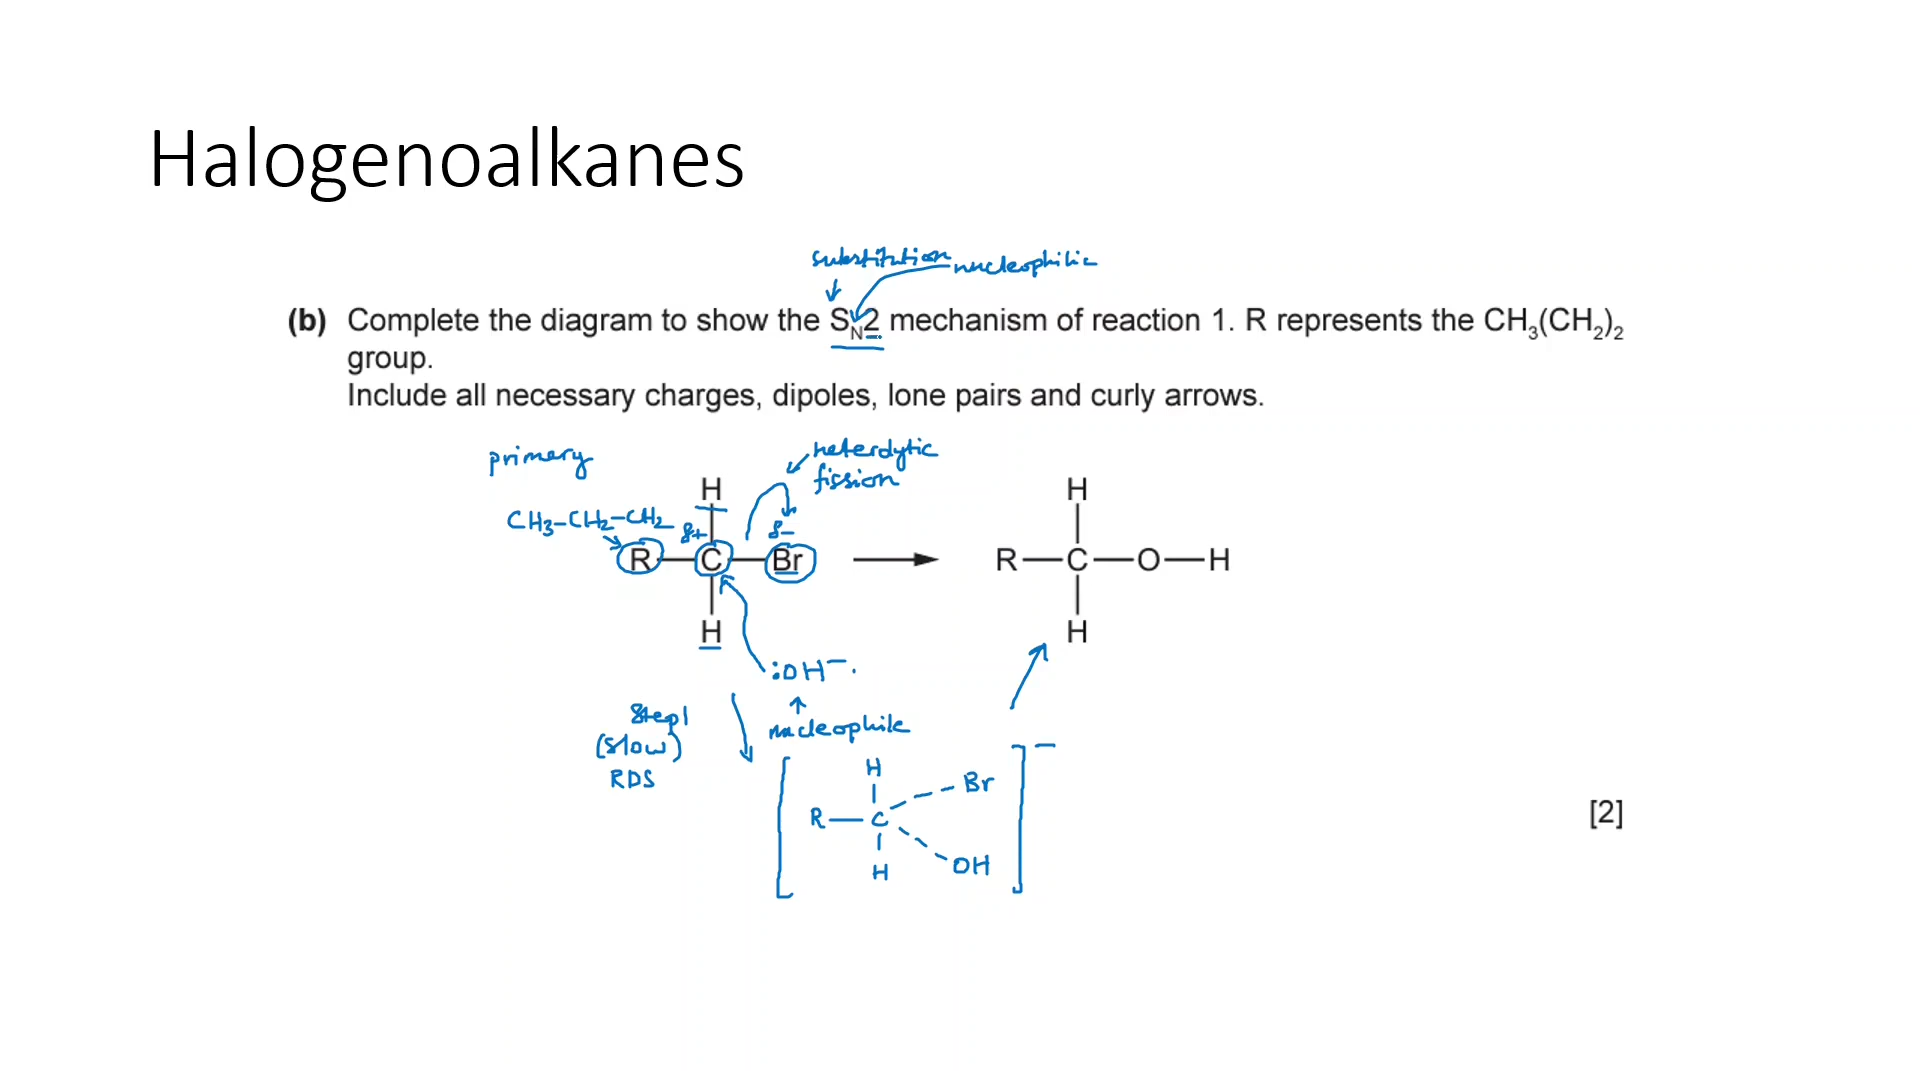 Halogenoalkanes
substitution nucleophilic
(b) Complete the diagram to show the SN2 mechanism of reaction 1. R represents the CH3(CH2)2
group.
Include all necessary charges, dipoles, lone pairs and curly arrows.
primary
heterolytic
fission
H
H
CH3-CH2-CH2
δ+
δ-
R—C—Br
R—C—O—H
H
H
:OH⁻.
nucleophile
Step 1
(slow)
RDS
[ ]⁻
H
Br
R—C
OH
H
[2]